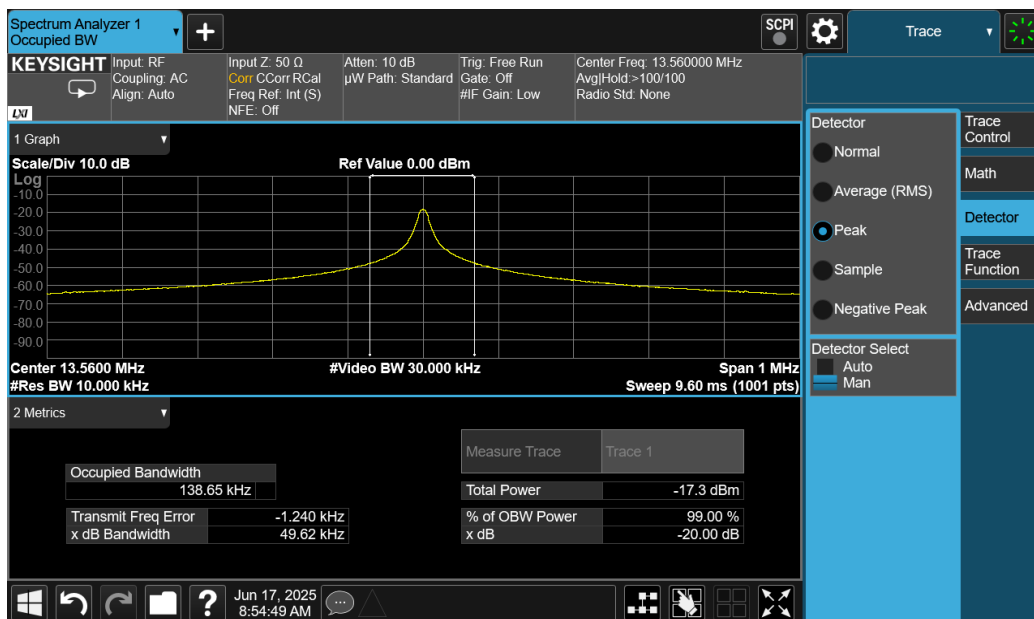 Spectrum Analyzer 1
Occupied BW
+
SCPI
Trace
KEYSIGHT
LXI
Input: RF
Coupling: AC
Align: Auto
Input Z: 50 Ω
Corr CCorr RCal
Freq Ref: Int (S)
NFE: Off
Atten: 10 dB
µW Path: Standard
Trig: Free Run
Gate: Off
#IF Gain: Low
Center Freq: 13.560000 MHz
Avg|Hold:>100/100
Radio Std: None
1 Graph
Scale/Div 10.0 dB
Ref Value 0.00 dBm
Log
-10.0
-20.0
-30.0
-40.0
-50.0
-60.0
-70.0
-80.0
-90.0
Center 13.5600 MHz
#Video BW 30.000 kHz
Span 1 MHz
#Res BW 10.000 kHz
Sweep 9.60 ms (1001 pts)
2 Metrics
Measure Trace Trace 1
Occupied Bandwidth
138.65 kHz
Total Power -17.3 dBm
Transmit Freq Error -1.240 kHz
% of OBW Power 99.00 %
x dB Bandwidth 49.62 kHz
x dB -20.00 dB
Detector
Normal
Average (RMS)
Peak
Sample
Negative Peak
Detector Select
Auto
Man
Trace
Control
Math
Detector
Trace
Function
Advanced
?
Jun 17, 2025
8:54:49 AM